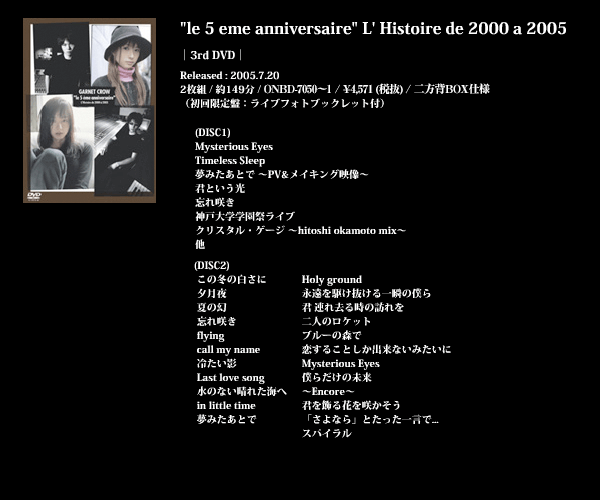 "le 5 eme anniversaire" L' Histoire de 2000 a 2005
｜3rd DVD｜
Released : 2005.7.20
2枚組 / 約149分 / ONBD-7050～1 / ¥4,571 (税抜) / 二方背BOX仕様
（初回限定盤：ライブフォトブックレット付）
GARNET CROW
"le 5 ème anniversaire"
L'Histoire de 2000 à 2005
DVD
(DISC1)
Mysterious Eyes
Timeless Sleep
夢みたあとで ～PV&メイキング映像～
君という光
忘れ咲き
神戸大学学園祭ライブ
クリスタル・ゲージ ～hitoshi okamoto mix～
他
(DISC2)
この冬の白さに
夕月夜
夏の幻
忘れ咲き
flying
call my name
冷たい影
Last love song
水のない晴れた海へ
in little time
夢みたあとで
Holy ground
永遠を駆け抜ける一瞬の僕ら
君 連れ去る時の訪れを
二人のロケット
ブルーの森で
恋することしか出来ないみたいに
Mysterious Eyes
僕らだけの未来
～Encore～
君を飾る花を咲かそう
「さよなら」とたった一言で...
スパイラル